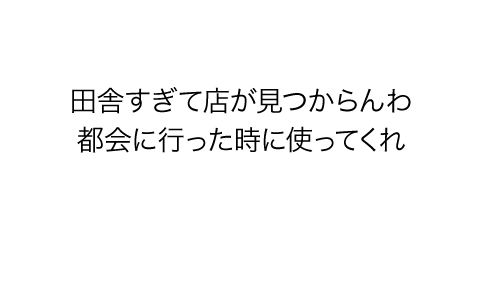 田舎すぎて店が見つからんわ
都会に行った時に使ってくれ